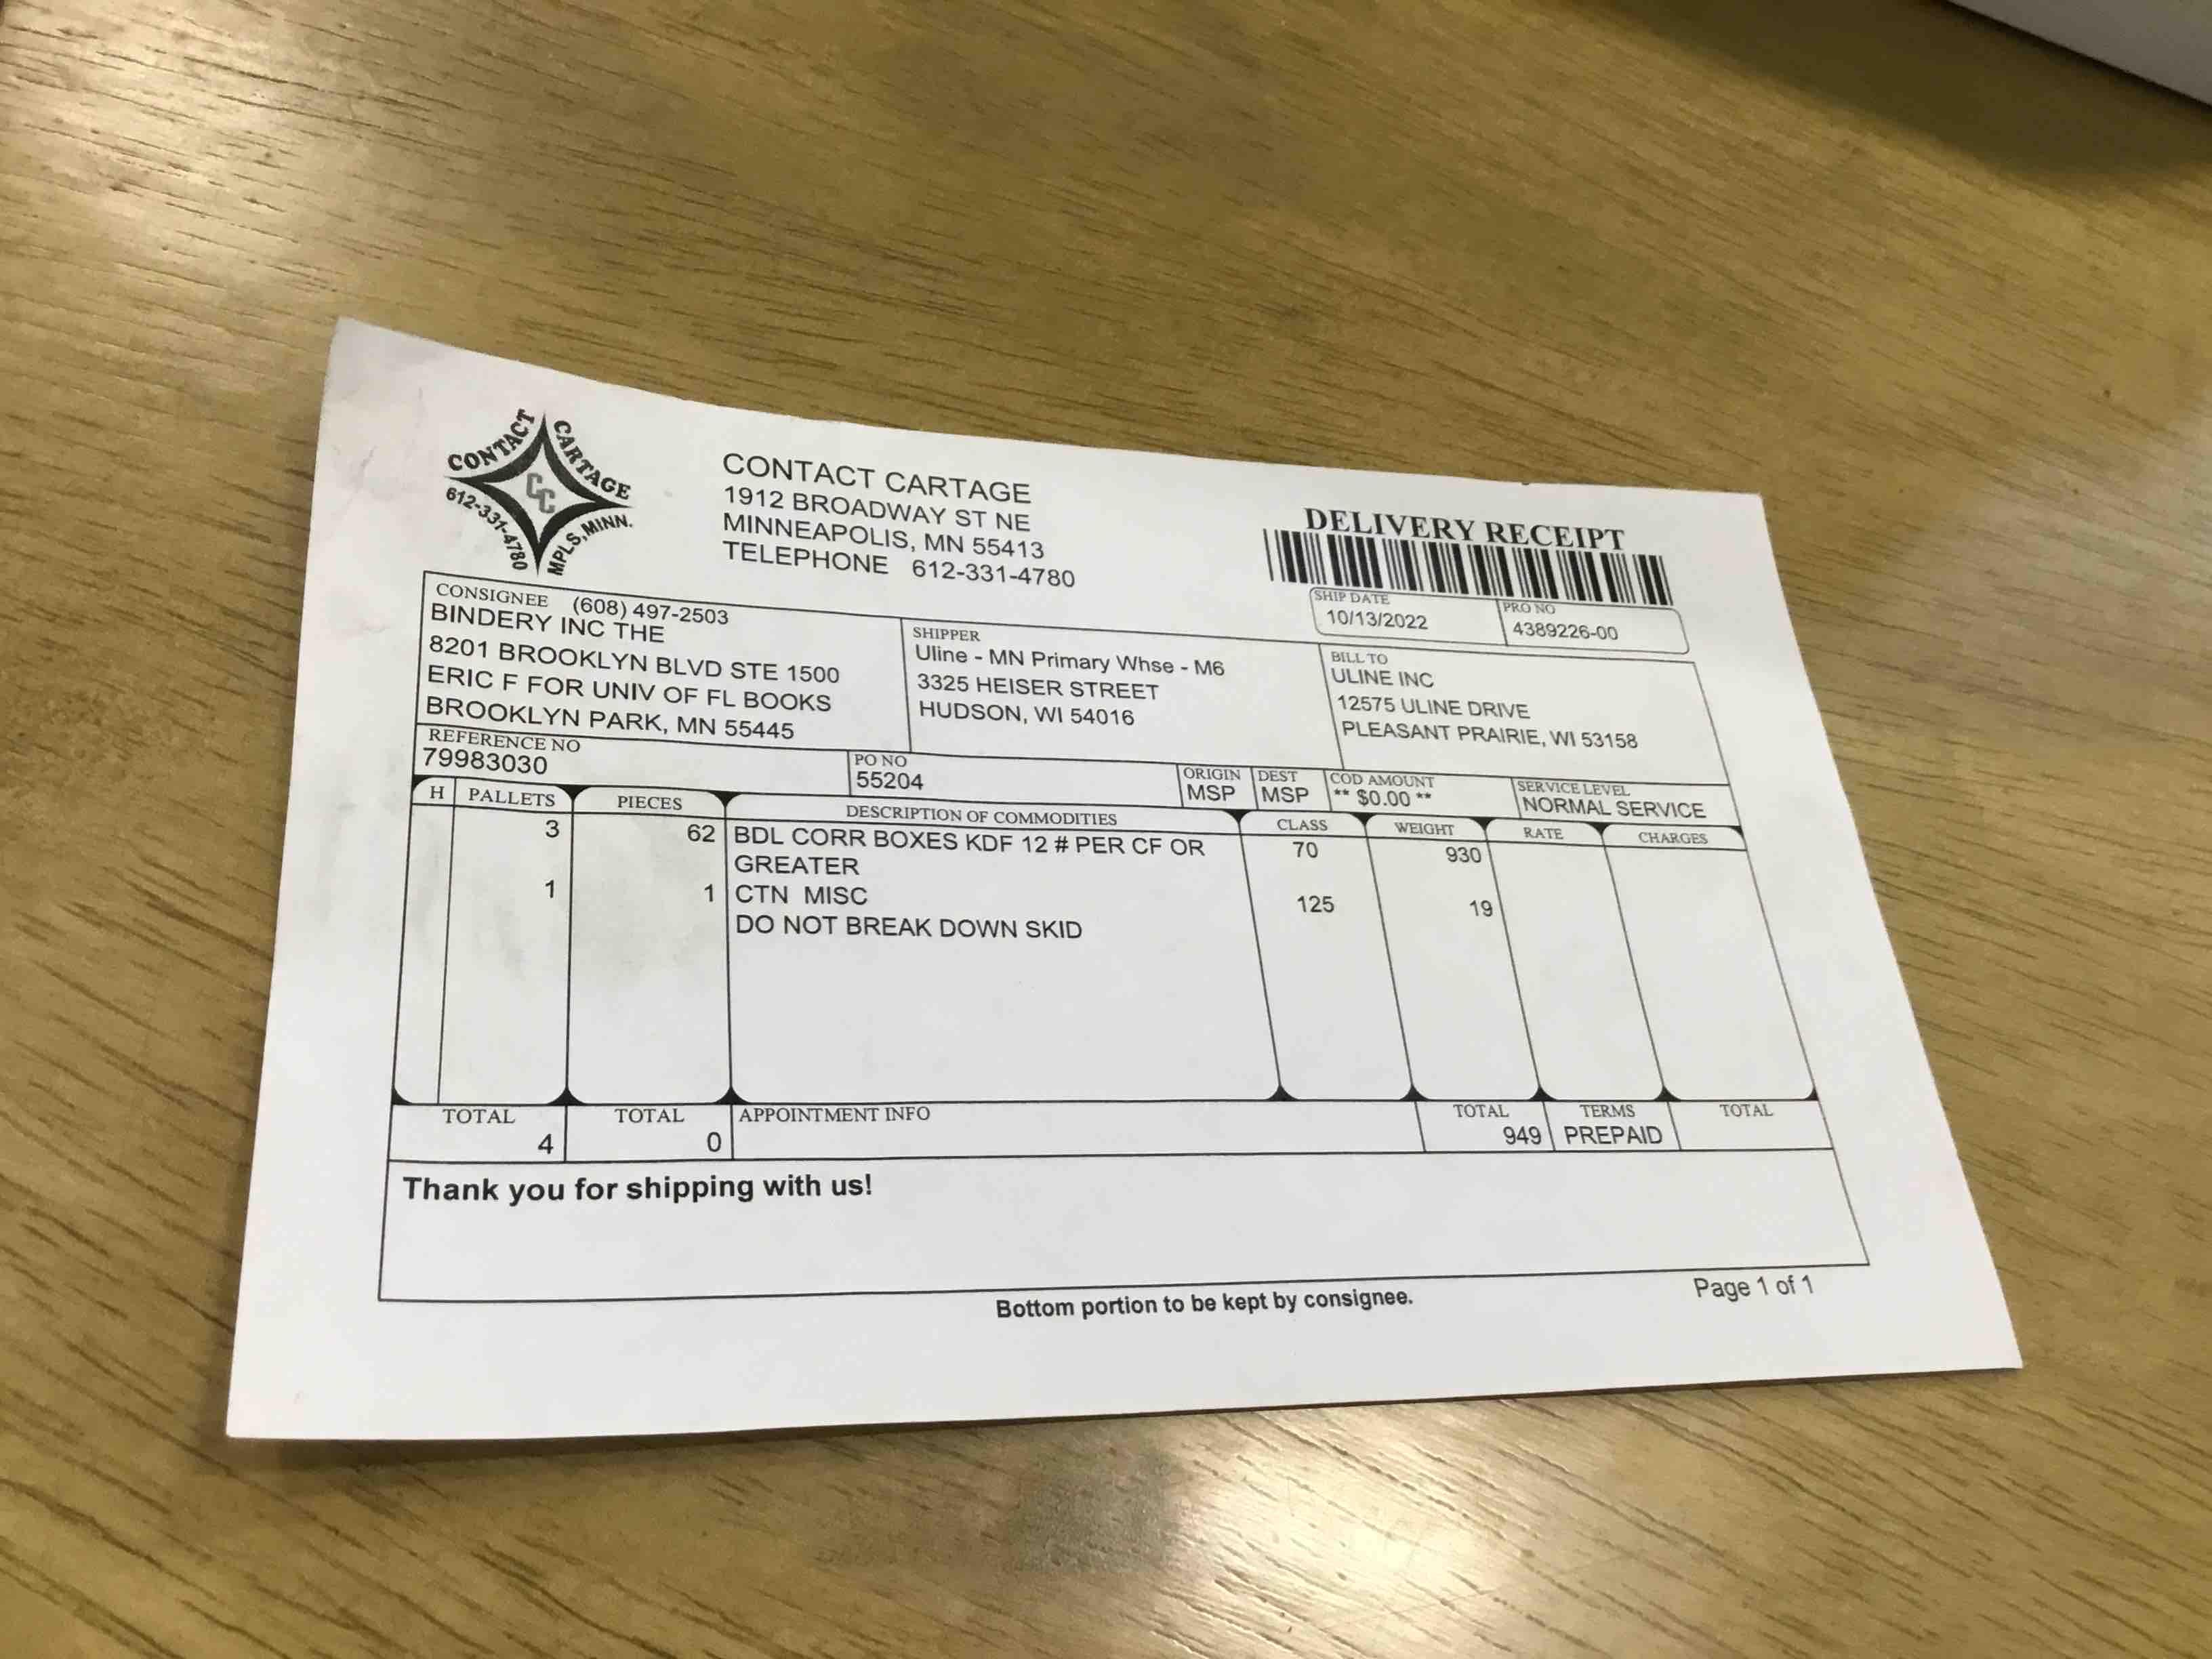 CONTACT CARTAGE
CC
612-331-4780 MPLS, MINN.
CONTACT CARTAGE
1912 BROADWAY ST NE
MINNEAPOLIS, MN 55413
TELEPHONE 612-331-4780
DELIVERY RECEIPT
SHIP DATE
10/13/2022
PRO NO
4389226-00
CONSIGNEE (608) 497-2503
BINDERY INC THE
8201 BROOKLYN BLVD STE 1500
ERIC F FOR UNIV OF FL BOOKS
BROOKLYN PARK, MN 55445
SHIPPER
Uline - MN Primary Whse - M6
3325 HEISER STREET
HUDSON, WI 54016
BILL TO
ULINE INC
12575 ULINE DRIVE
PLEASANT PRAIRIE, WI 53158
REFERENCE NO
79983030
PO NO
55204
ORIGIN
MSP
DEST
MSP
COD AMOUNT
** $0.00 **
SERVICE LEVEL
NORMAL SERVICE
H PALLETS PIECES DESCRIPTION OF COMMODITIES CLASS WEIGHT RATE CHARGES
3 62 BDL CORR BOXES KDF 12 # PER CF OR 70 930
GREATER
1 1 CTN MISC 125 19
DO NOT BREAK DOWN SKID
TOTAL TOTAL APPOINTMENT INFO TOTAL TERMS TOTAL
4 0 949 PREPAID
Thank you for shipping with us!
Bottom portion to be kept by consignee.
Page 1 of 1